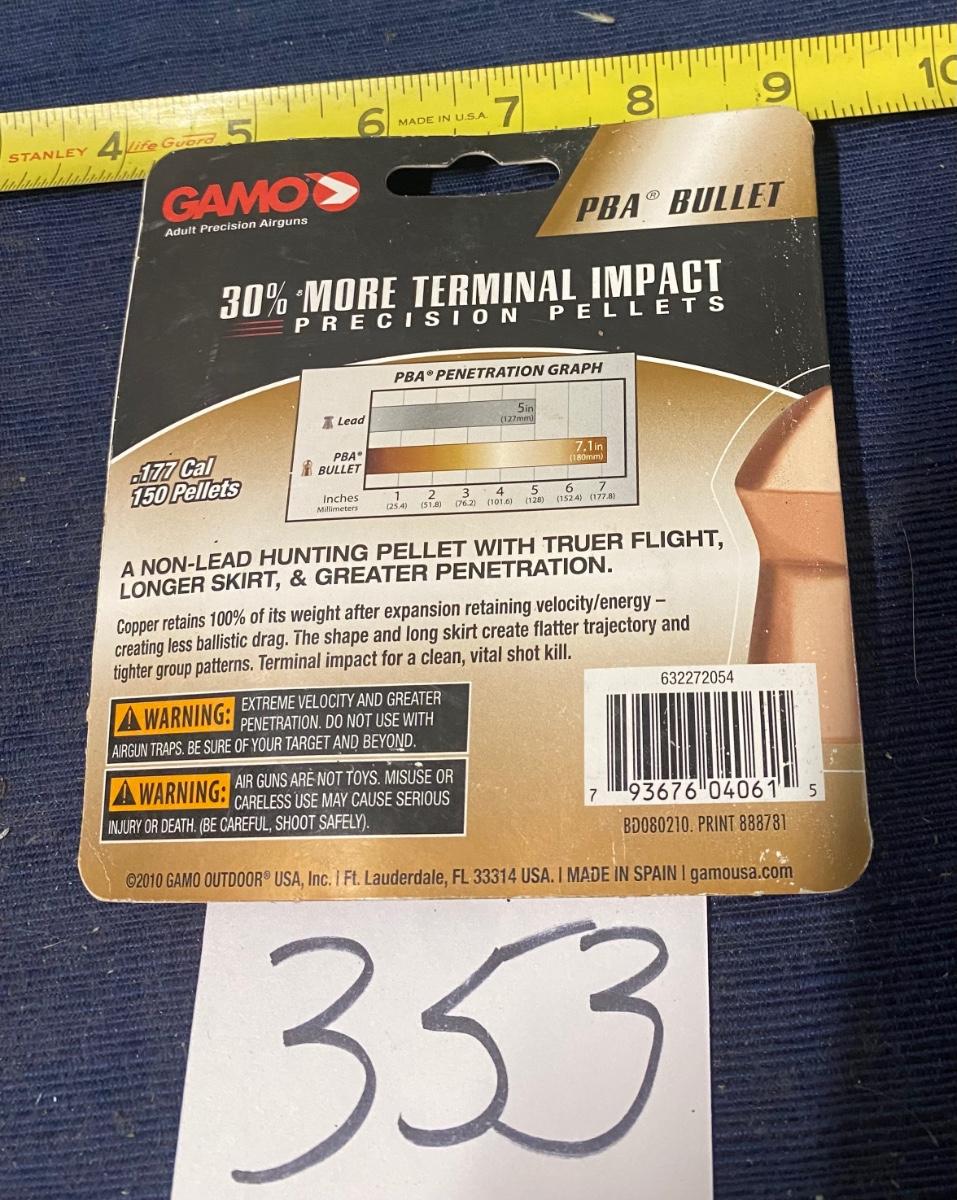 STANLEY 4 Life Guard 5 6 MADE IN U.S.A. 7 8 9 10
GAMO
Adult Precision Airguns
PBA® BULLET
30% MORE TERMINAL IMPACT
PRECISION PELLETS
PBA® PENETRATION GRAPH
Lead
5in
(127mm)
PBA®
BULLET
7.1in
(180mm)
Inches 1 2 3 4 5 6 7
Millimeters (25.4) (51.8) (76.2) (101.6) (128) (152.4) (177.8)
.177 Cal
150 Pellets
A NON-LEAD HUNTING PELLET WITH TRUER FLIGHT,
LONGER SKIRT, & GREATER PENETRATION.
Copper retains 100% of its weight after expansion retaining velocity/energy –
creating less ballistic drag. The shape and long skirt create flatter trajectory and
tighter group patterns. Terminal impact for a clean, vital shot kill.
WARNING: EXTREME VELOCITY AND GREATER
PENETRATION. DO NOT USE WITH
AIRGUN TRAPS. BE SURE OF YOUR TARGET AND BEYOND.
WARNING: AIR GUNS ARE NOT TOYS. MISUSE OR
CARELESS USE MAY CAUSE SERIOUS
INJURY OR DEATH. (BE CAREFUL, SHOOT SAFELY).
632272054
7 93676 04061 5
BD080210. PRINT 888781
©2010 GAMO OUTDOOR® USA, Inc. | Ft. Lauderdale, FL 33314 USA. | MADE IN SPAIN | gamousa.com
353